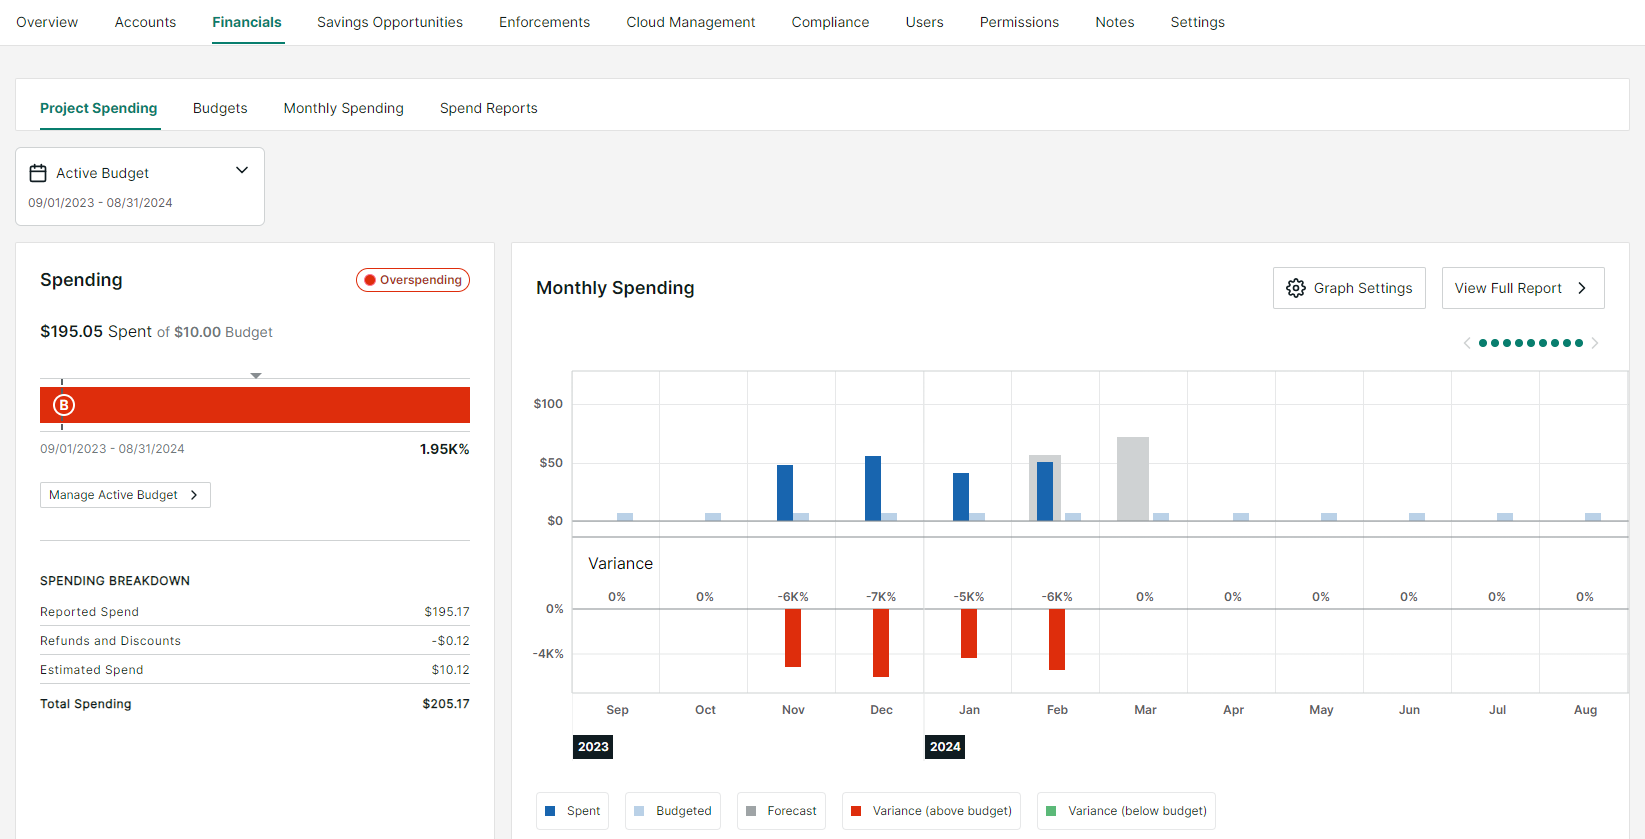 Overview Accounts Financials Savings Opportunities Enforcements Cloud Management Compliance Users Permissions Notes Settings
Project Spending Budgets Monthly Spending Spend Reports
Active Budget
09/01/2023 - 08/31/2024
Spending
Overspending
$195.05 Spent of $10.00 Budget
B
09/01/2023 - 08/31/2024 1.95K%
Manage Active Budget
SPENDING BREAKDOWN
Reported Spend $195.17
Refunds and Discounts -$0.12
Estimated Spend $10.12
Total Spending $205.17
Monthly Spending
Graph Settings
View Full Report
$100
$50
$0
Variance
0% 0% -6K% -7K% -5K% -6K% 0% 0% 0% 0% 0% 0%
0%
-4K%
Sep Oct Nov Dec Jan Feb Mar Apr May Jun Jul Aug
2023 2024
Spent Budgeted Forecast Variance (above budget) Variance (below budget)